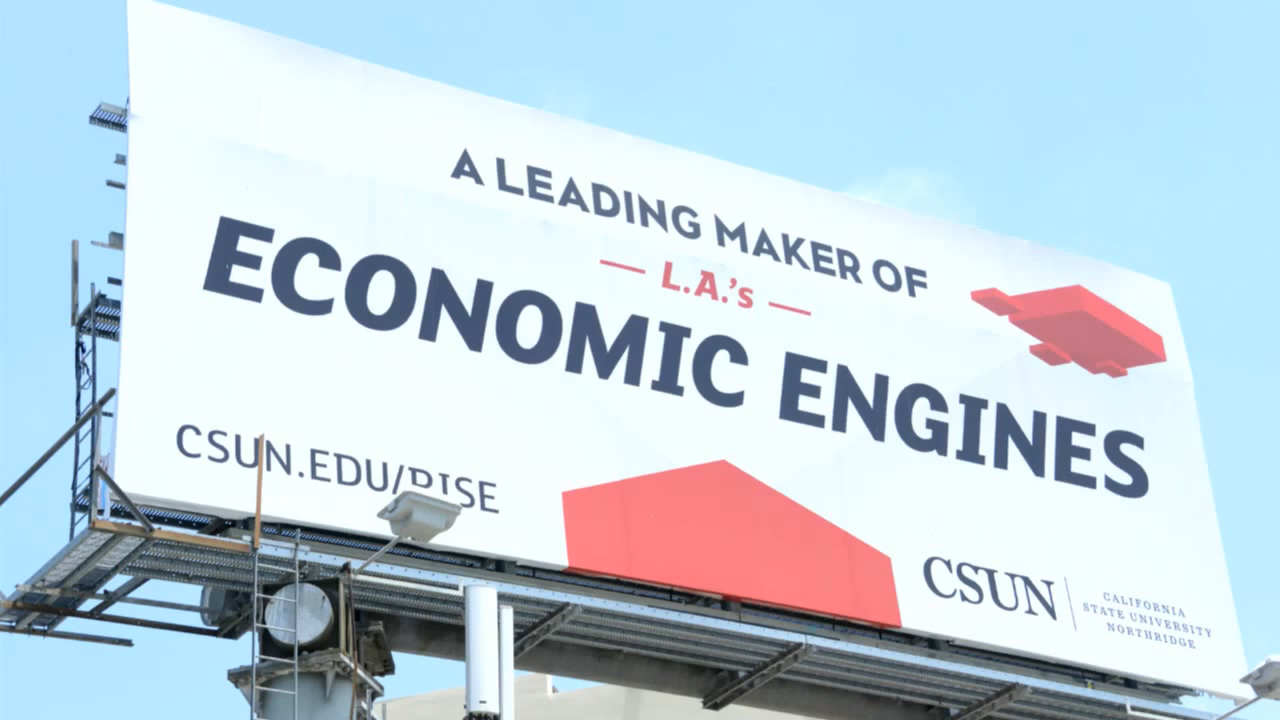 A LEADING MAKER OF
L.A.'s
ECONOMIC ENGINES
CSUN.EDU/RISE
CSUN
CALIFORNIA
STATE UNIVERSITY
NORTHRIDGE